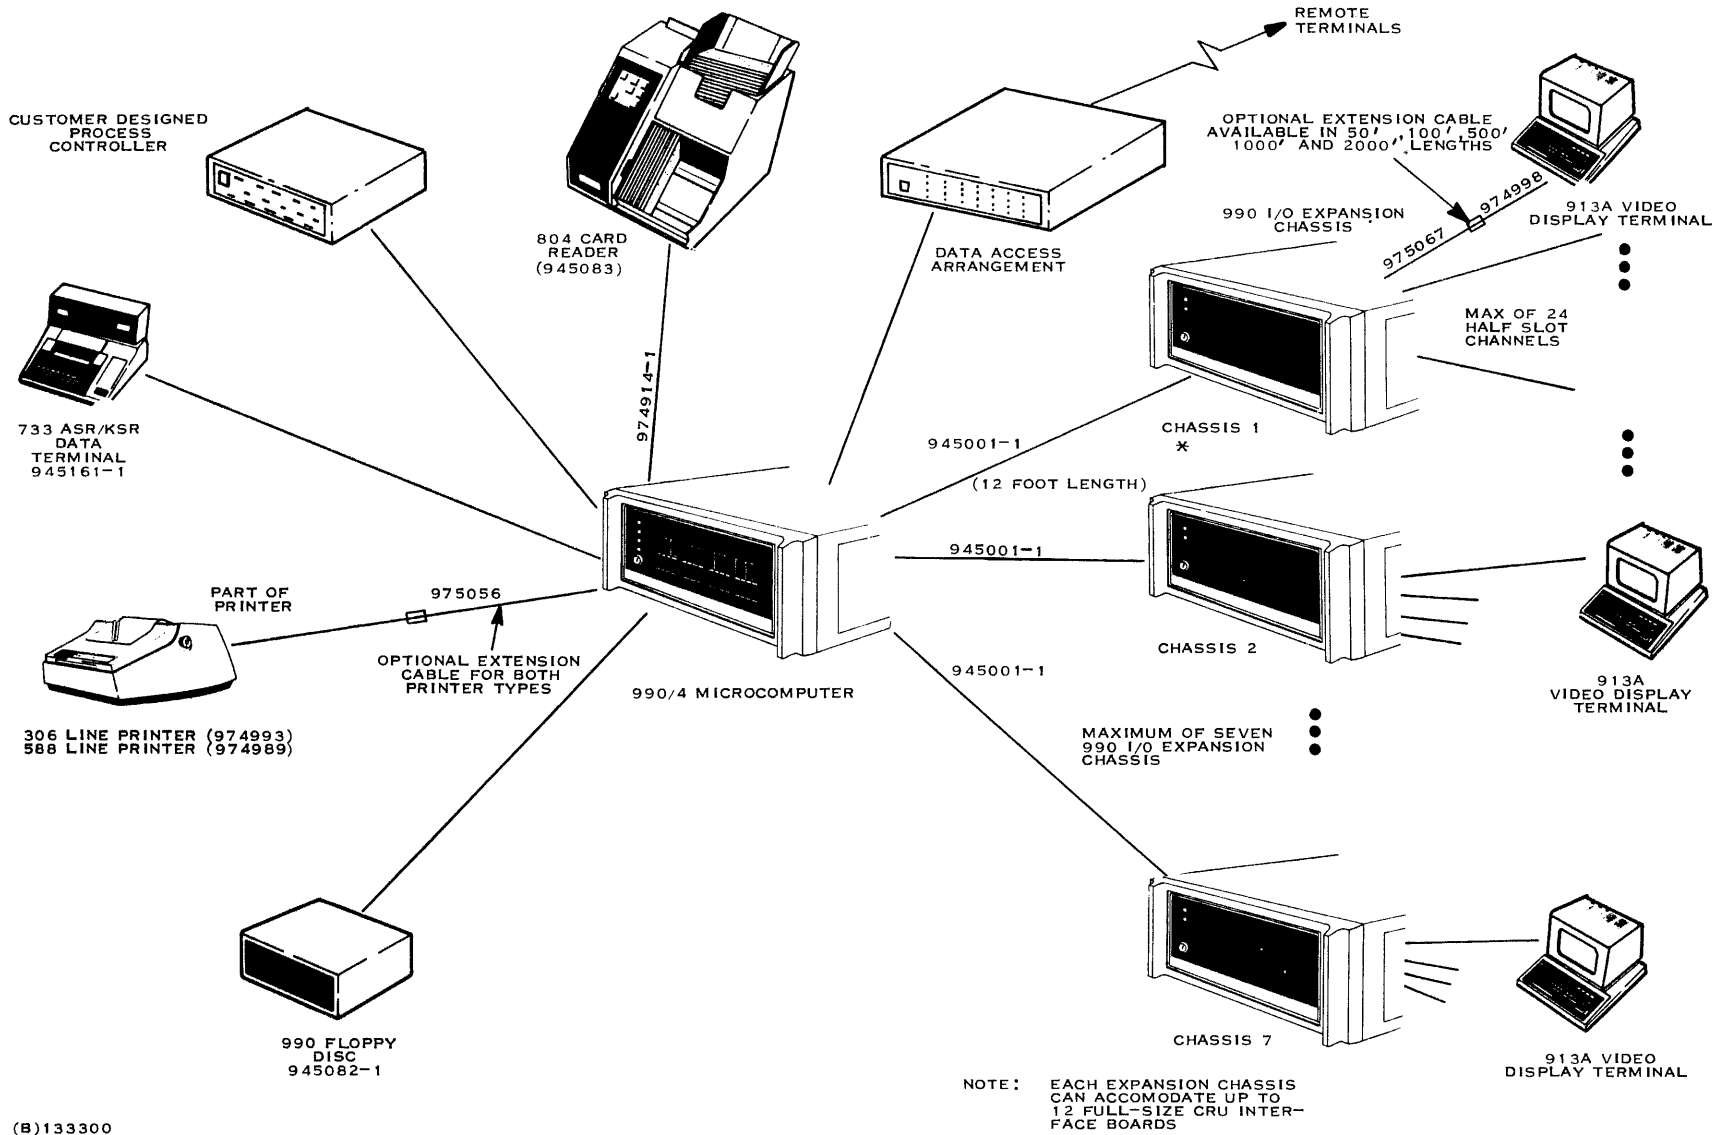 REMOTE
TERMINALS
CUSTOMER DESIGNED
PROCESS
CONTROLLER
OPTIONAL EXTENSION CABLE
AVAILABLE IN 50' ,100',500'
1000' AND 2000', LENGTHS
974998
975067
990 I/O EXPANSION
CHASSIS
913A VIDEO
DISPLAY TERMINAL
804 CARD
READER
(945083)
DATA ACCESS
ARRANGEMENT
MAX OF 24
HALF SLOT
CHANNELS
974914-1
733 ASR/KSR
DATA
TERMINAL
945161-1
945001-1
(12 FOOT LENGTH)
CHASSIS 1
*
945001-1
PART OF
PRINTER
975056
OPTIONAL EXTENSION
CABLE FOR BOTH
PRINTER TYPES
990/4 MICROCOMPUTER
945001-1
CHASSIS 2
913A
VIDEO DISPLAY
TERMINAL
306 LINE PRINTER (974993)
588 LINE PRINTER (974989)
MAXIMUM OF SEVEN
990 I/O EXPANSION
CHASSIS
990 FLOPPY
DISC
945082-1
CHASSIS 7
913A VIDEO
DISPLAY TERMINAL
NOTE: EACH EXPANSION CHASSIS
CAN ACCOMODATE UP TO
12 FULL-SIZE CRU INTER-
FACE BOARDS
(B)133300